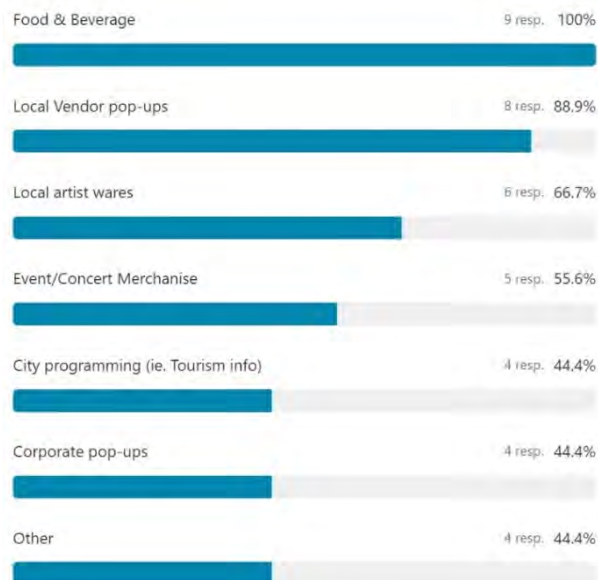 Food & Beverage 9 resp. 100%
Local Vendor pop-ups 8 resp. 88.9%
Local artist wares 6 resp. 66.7%
Event/Concert Merchanise 5 resp. 55.6%
City programming (ie. Tourism info) 4 resp. 44.4%
Corporate pop-ups 4 resp. 44.4%
Other 4 resp. 44.4%